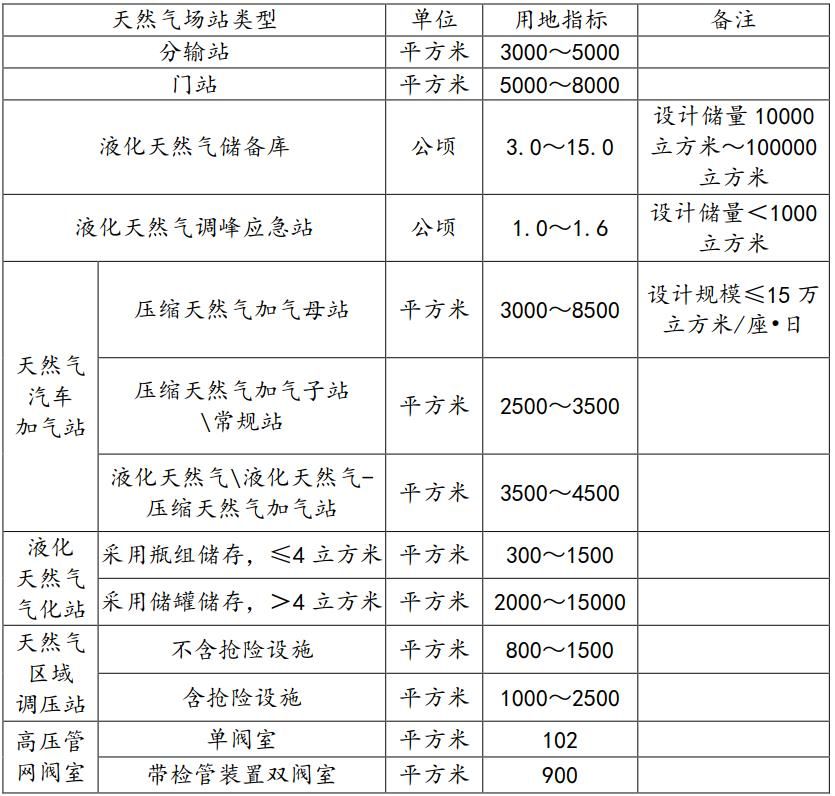 天然气场站类型 单位 用地指标 备注
分输站 平方米 3000～5000
门站 平方米 5000～8000
液化天然气储备库 公顷 3.0～15.0 设计储量 10000
立方米～100000
立方米
液化天然气调峰应急站 公顷 1.0～1.6 设计储量＜1000
立方米
天然气
汽车
加气站
压缩天然气加气母站 平方米 3000～8500 设计规模≤15 万
立方米/座•日
压缩天然气加气子站
\常规站 平方米 2500～3500
液化天然气\液化天然气-
压缩天然气加气站 平方米 3500～4500
液化
天然气
气化站
采用瓶组储存，≤4 立方米 平方米 300～1500
采用储罐储存，＞4 立方米 平方米 2000～15000
天然气
区域
调压站
不含抢险设施 平方米 800～1500
含抢险设施 平方米 1000～2500
高压管
网阀室
单阀室 平方米 102
带检管装置双阀室 平方米 900